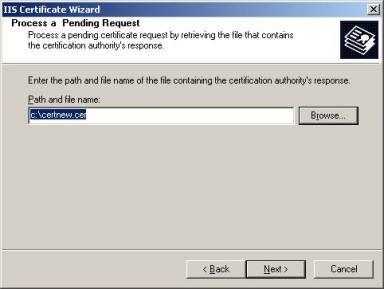 IIS Certificate Wizard
Process a Pending Request
Process a pending certificate request by retrieving the file that contains
the certification authority's response.
Enter the path and file name of the file containing the certification authority's response.
Path and file name:
c:\certnew.cer
Browse...
< Back
Next >
Cancel